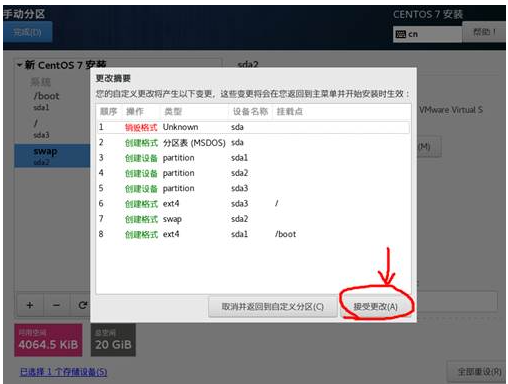 手动分区
CENTOS 7 安装
完成(D)
cn
帮助!
新 CentOS 7 安装
sda2
系统
/boot
sda1
/
sda3
swap
sda2
更改摘要
您的自定义更改将产生以下变更，这些变更将会在您返回到主菜单并开始安装时生效：
顺序 操作 类型 设备名称 挂载点
1 销毁格式 Unknown sda
2 创建格式 分区表 (MSDOS) sda
3 创建设备 partition sda1
4 创建设备 partition sda2
5 创建设备 partition sda3
6 创建格式 ext4 sda3 /
7 创建格式 swap sda2
8 创建格式 ext4 sda1 /boot
VMware Virtual S
(M)
取消并返回到自定义分区(C)
接受更改(A)
+ − C
可用空间
4064.5 KiB
总空间
20 GiB
已选择 1 个存储设备(S)
全部重设(R)